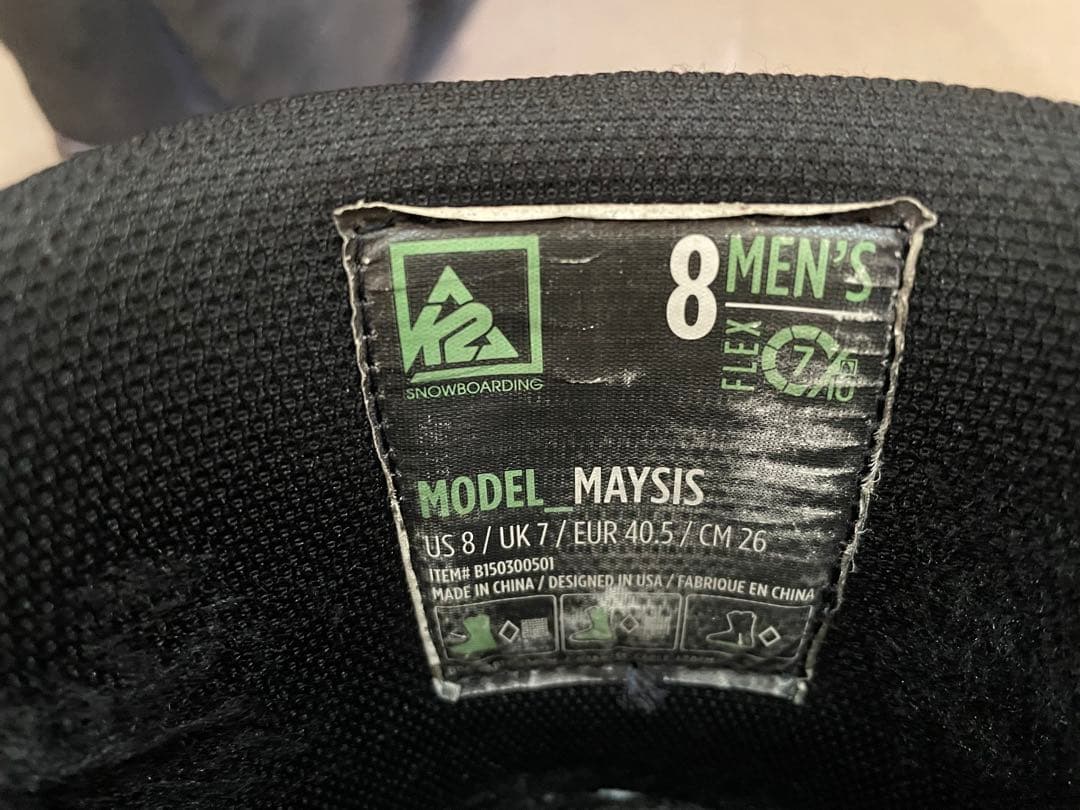 K2
SNOWBOARDING
8 MEN'S
FLEX 7/10
MODEL_MAYSIS
US 8 / UK 7 / EUR 40.5 / CM 26
ITEM# B150300501
MADE IN CHINA / DESIGNED IN USA / FABRIQUE EN CHINA